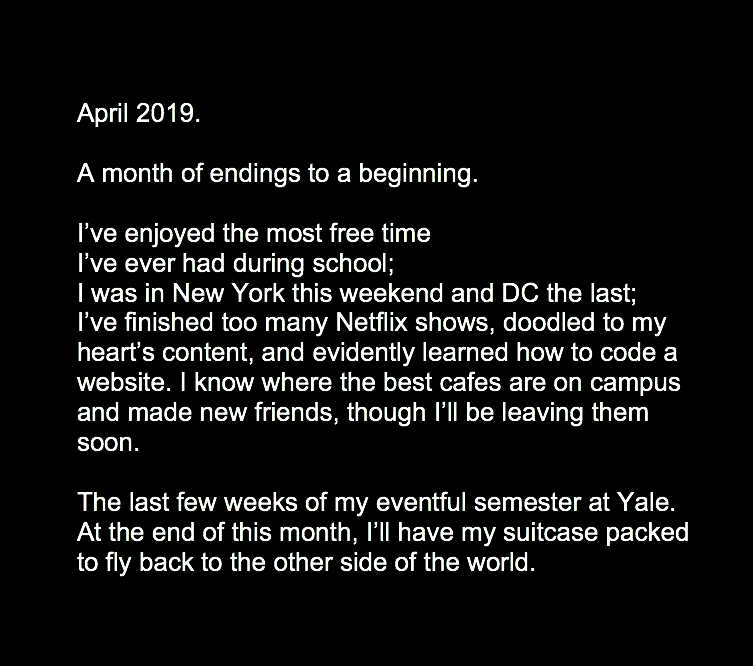 April 2019.
A month of endings to a beginning.
I’ve enjoyed the most free time
I’ve ever had during school;
I was in New York this weekend and DC the last;
I’ve finished too many Netflix shows, doodled to my
heart’s content, and evidently learned how to code a
website. I know where the best cafes are on campus
and made new friends, though I’ll be leaving them
soon.
The last few weeks of my eventful semester at Yale.
At the end of this month, I’ll have my suitcase packed
to fly back to the other side of the world.